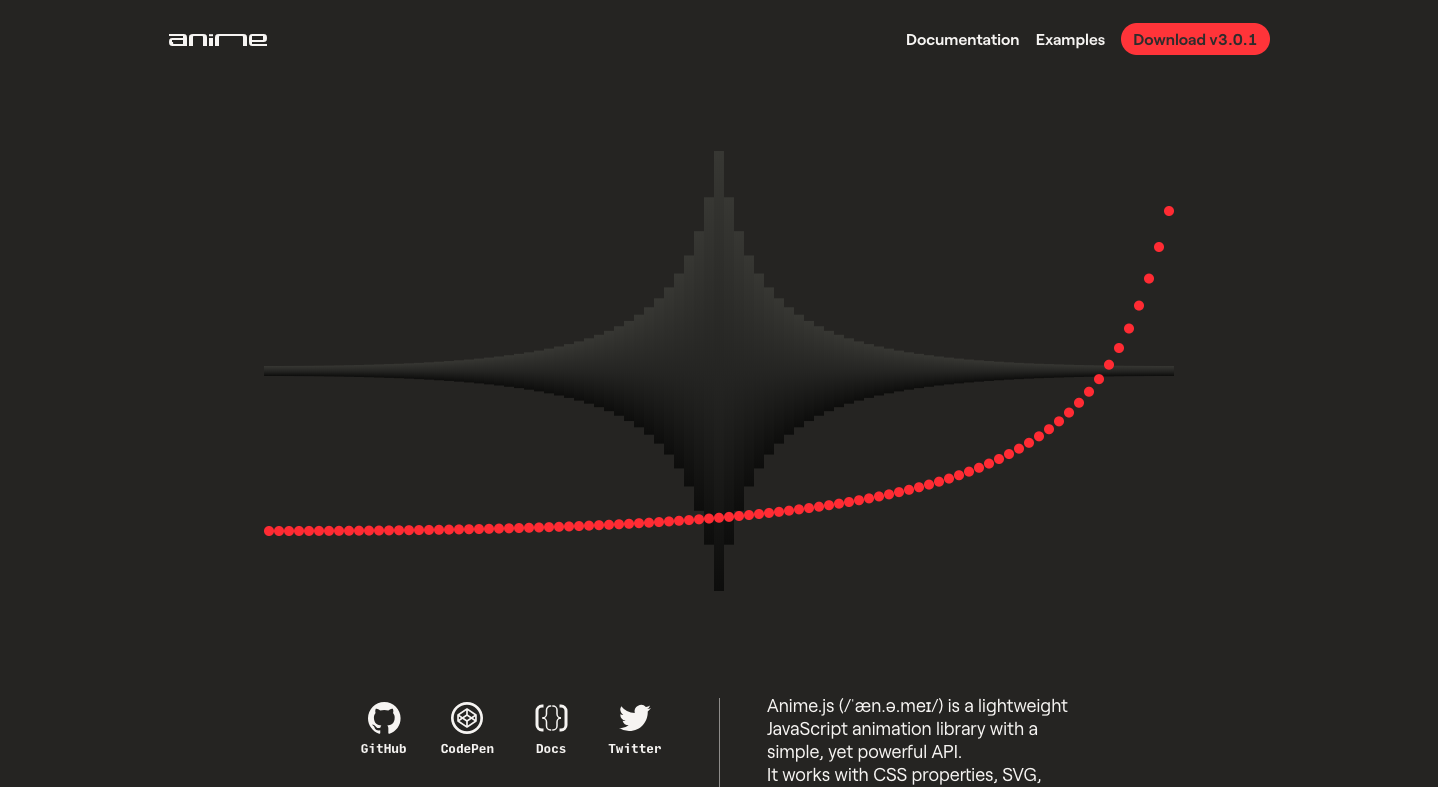 anime
Documentation
Examples
Download v3.0.1
GitHub
CodePen
Docs
Twitter
Anime.js (/ˈæn.ə.meɪ/) is a lightweight
JavaScript animation library with a
simple, yet powerful API.
It works with CSS properties, SVG,